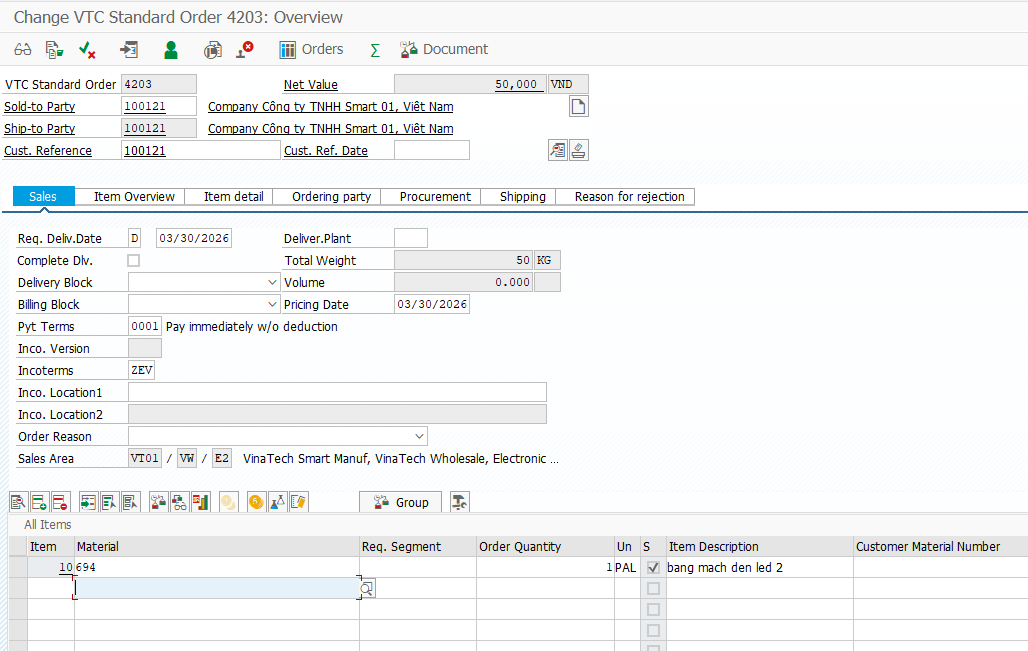 Change VTC Standard Order 4203: Overview
Orders Document
VTC Standard Order 4203 Net Value 50,000 VND
Sold-to Party 100121 Company Công ty TNHH Smart 01, Viêt Nam
Ship-to Party 100121 Company Công ty TNHH Smart 01, Viêt Nam
Cust. Reference 100121 Cust. Ref. Date
Sales Item Overview Item detail Ordering party Procurement Shipping Reason for rejection
Req. Deliv.Date D 03/30/2026 Deliver.Plant
Complete Dlv. Total Weight 50 KG
Delivery Block Volume 0.000
Billing Block Pricing Date 03/30/2026
Pyt Terms 0001 Pay immediately w/o deduction
Inco. Version
Incoterms ZEV
Inco. Location1
Inco. Location2
Order Reason
Sales Area VT01 / VW / E2 VinaTech Smart Manuf, VinaTech Wholesale, Electronic ...
Group
All Items
Item Material Req. Segment Order Quantity Un S Item Description Customer Material Number
10 694 1 PAL bang mach den led 2